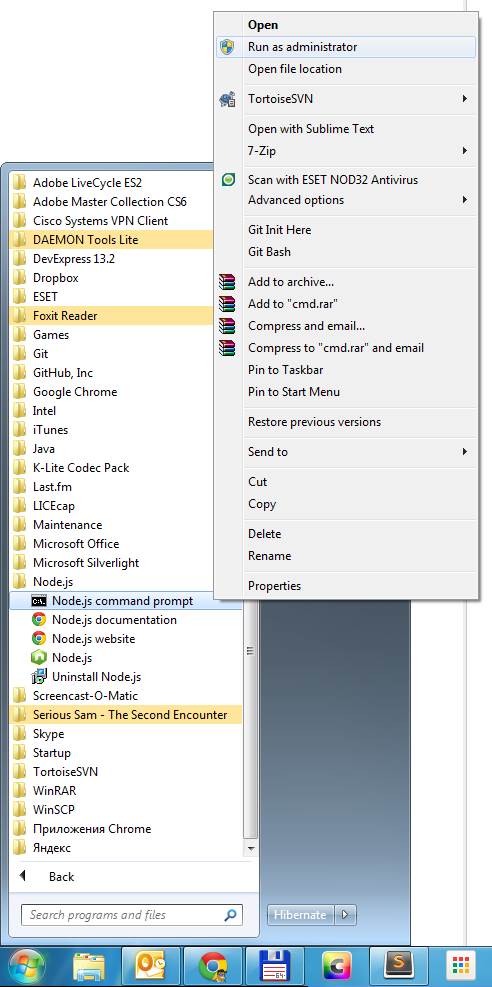 Open
Run as administrator
Open file location
TortoiseSVN
Open with Sublime Text
7-Zip
Scan with ESET NOD32 Antivirus
Advanced options
Git Init Here
Git Bash
Add to archive...
Add to "cmd.rar"
Compress and email...
Compress to "cmd.rar" and email
Pin to Taskbar
Pin to Start Menu
Restore previous versions
Send to
Cut
Copy
Delete
Rename
Properties
Adobe LiveCycle ES2
Adobe Master Collection CS6
Cisco Systems VPN Client
DAEMON Tools Lite
DevExpress 13.2
Dropbox
ESET
Foxit Reader
Games
Git
GitHub, Inc
Google Chrome
Intel
iTunes
Java
K-Lite Codec Pack
Last.fm
LICEcap
Maintenance
Microsoft Office
Microsoft Silverlight
Node.js
C:\.
Node.js command prompt
Node.js documentation
Node.js website
Node.js
Uninstall Node.js
Screencast-O-Matic
Serious Sam - The Second Encounter
Skype
Startup
TortoiseSVN
WinRAR
WinSCP
Приложения Chrome
Яндекс
Back
Search programs and files
Hibernate
64
C
S